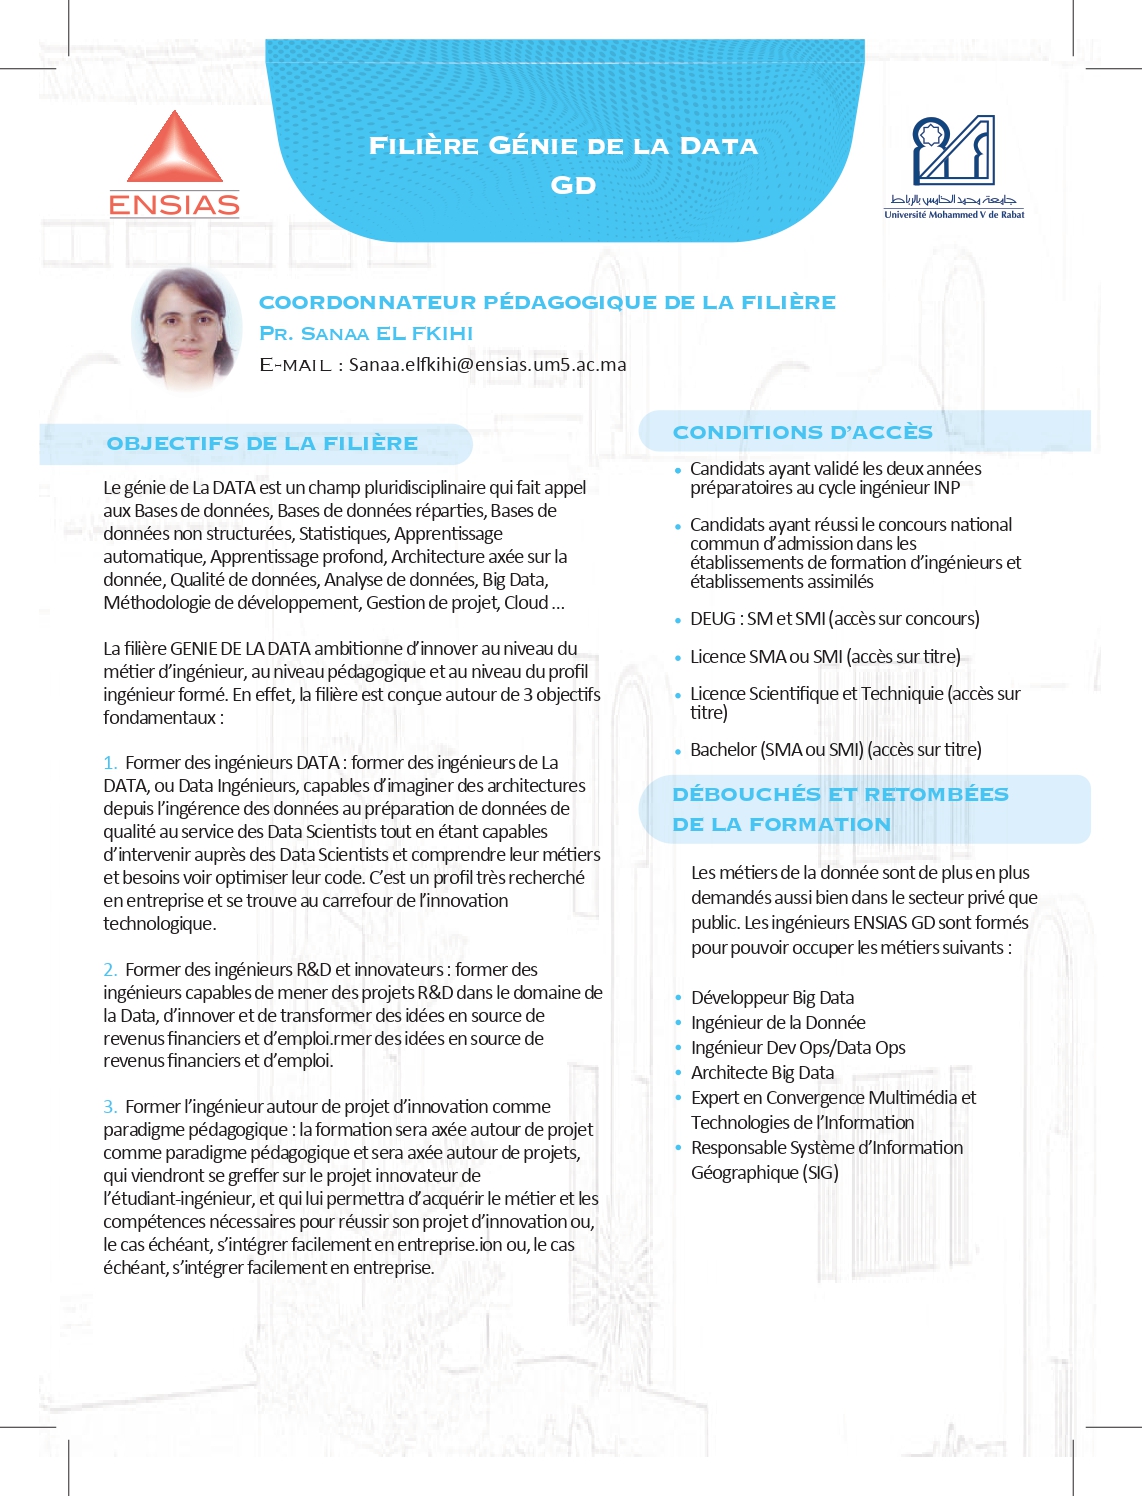 FILIÈRE GÉNIE DE LA DATA
GD
ENSIAS
جامعة محمد الخامس بالرباط
Université Mohammed V de Rabat
COORDONNATEUR PÉDAGOGIQUE DE LA FILIÈRE
PR. SANAA EL FKIHI
E-MAIL : Sanaa.elfkihi@ensias.um5.ac.ma
OBJECTIFS DE LA FILIÈRE
Le génie de La DATA est un champ pluridisciplinaire qui fait appel
aux Bases de données, Bases de données réparties, Bases de
données non structurées, Statistiques, Apprentissage
automatique, Apprentissage profond, Architecture axée sur la
donnée, Qualité de données, Analyse de données, Big Data,
Méthodologie de développement, Gestion de projet, Cloud ...
La filière GENIE DE LA DATA ambitionne d’innover au niveau du
métier d’ingénieur, au niveau pédagogique et au niveau du profil
ingénieur formé. En effet, la filière est conçue autour de 3 objectifs
fondamentaux :
1. Former des ingénieurs DATA : former des ingénieurs de La
DATA, ou Data Ingénieurs, capables d’imaginer des architectures
depuis l’ingérence des données au préparation de données de
qualité au service des Data Scientists tout en étant capables
d’intervenir auprès des Data Scientists et comprendre leur métiers
et besoins voir optimiser leur code. C’est un profil très recherché
en entreprise et se trouve au carrefour de l’innovation
technologique.
2. Former des ingénieurs R&D et innovateurs : former des
ingénieurs capables de mener des projets R&D dans le domaine de
la Data, d’innover et de transformer des idées en source de
revenus financiers et d’emploi.rmer des idées en source de
revenus financiers et d’emploi.
3. Former l’ingénieur autour de projet d’innovation comme
paradigme pédagogique : la formation sera axée autour de projet
comme paradigme pédagogique et sera axée autour de projets,
qui viendront se greffer sur le projet innovateur de
l’étudiant-ingénieur, et qui lui permettra d’acquérir le métier et les
compétences nécessaires pour réussir son projet d’innovation ou,
le cas échéant, s’intégrer facilement en entreprise.ion ou, le cas
échéant, s’intégrer facilement en entreprise.
CONDITIONS D’ACCÈS
• Candidats ayant validé les deux années
préparatoires au cycle ingénieur INP
• Candidats ayant réussi le concours national
commun d’admission dans les
établissements de formation d’ingénieurs et
établissements assimilés
• DEUG : SM et SMI (accès sur concours)
• Licence SMA ou SMI (accès sur titre)
• Licence Scientifique et Techniquie (accès sur
titre)
• Bachelor (SMA ou SMI) (accès sur titre)
DÉBOUCHÉS ET RETOMBÉES
DE LA FORMATION
Les métiers de la donnée sont de plus en plus
demandés aussi bien dans le secteur privé que
public. Les ingénieurs ENSIAS GD sont formés
pour pouvoir occuper les métiers suivants :
• Développeur Big Data
• Ingénieur de la Donnée
• Ingénieur Dev Ops/Data Ops
• Architecte Big Data
• Expert en Convergence Multimédia et
Technologies de l’Information
• Responsable Système d’Information
Géographique (SIG)